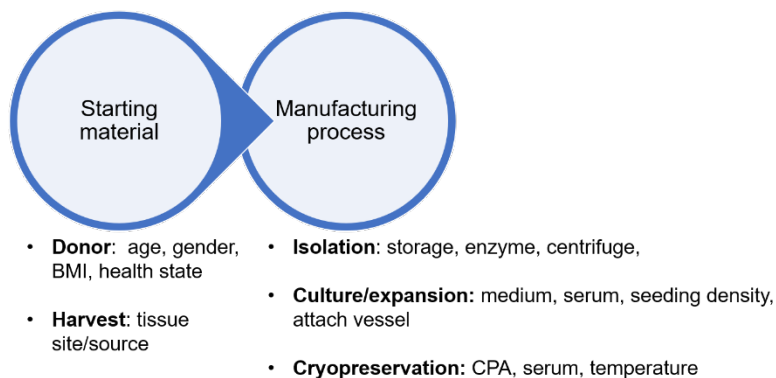 Starting
material
Manufacturing
process
• Donor: age, gender,
BMI, health state
• Harvest: tissue
site/source
• Isolation: storage, enzyme, centrifuge,
• Culture/expansion: medium, serum, seeding density,
attach vessel
• Cryopreservation: CPA, serum, temperature